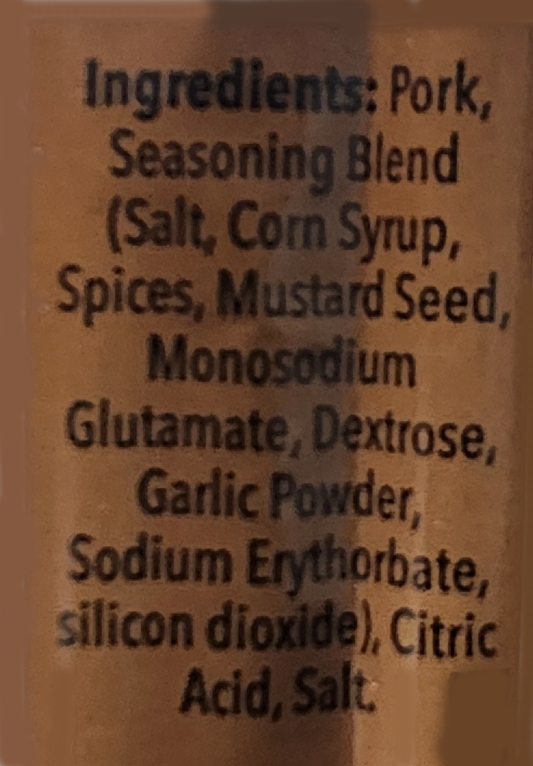 Ingredients: Pork,
Seasoning Blend
(Salt, Corn Syrup,
Spices, Mustard Seed,
Monosodium
Glutamate, Dextrose,
Garlic Powder,
Sodium Erythorbate,
silicon dioxide), Citric
Acid, Salt.